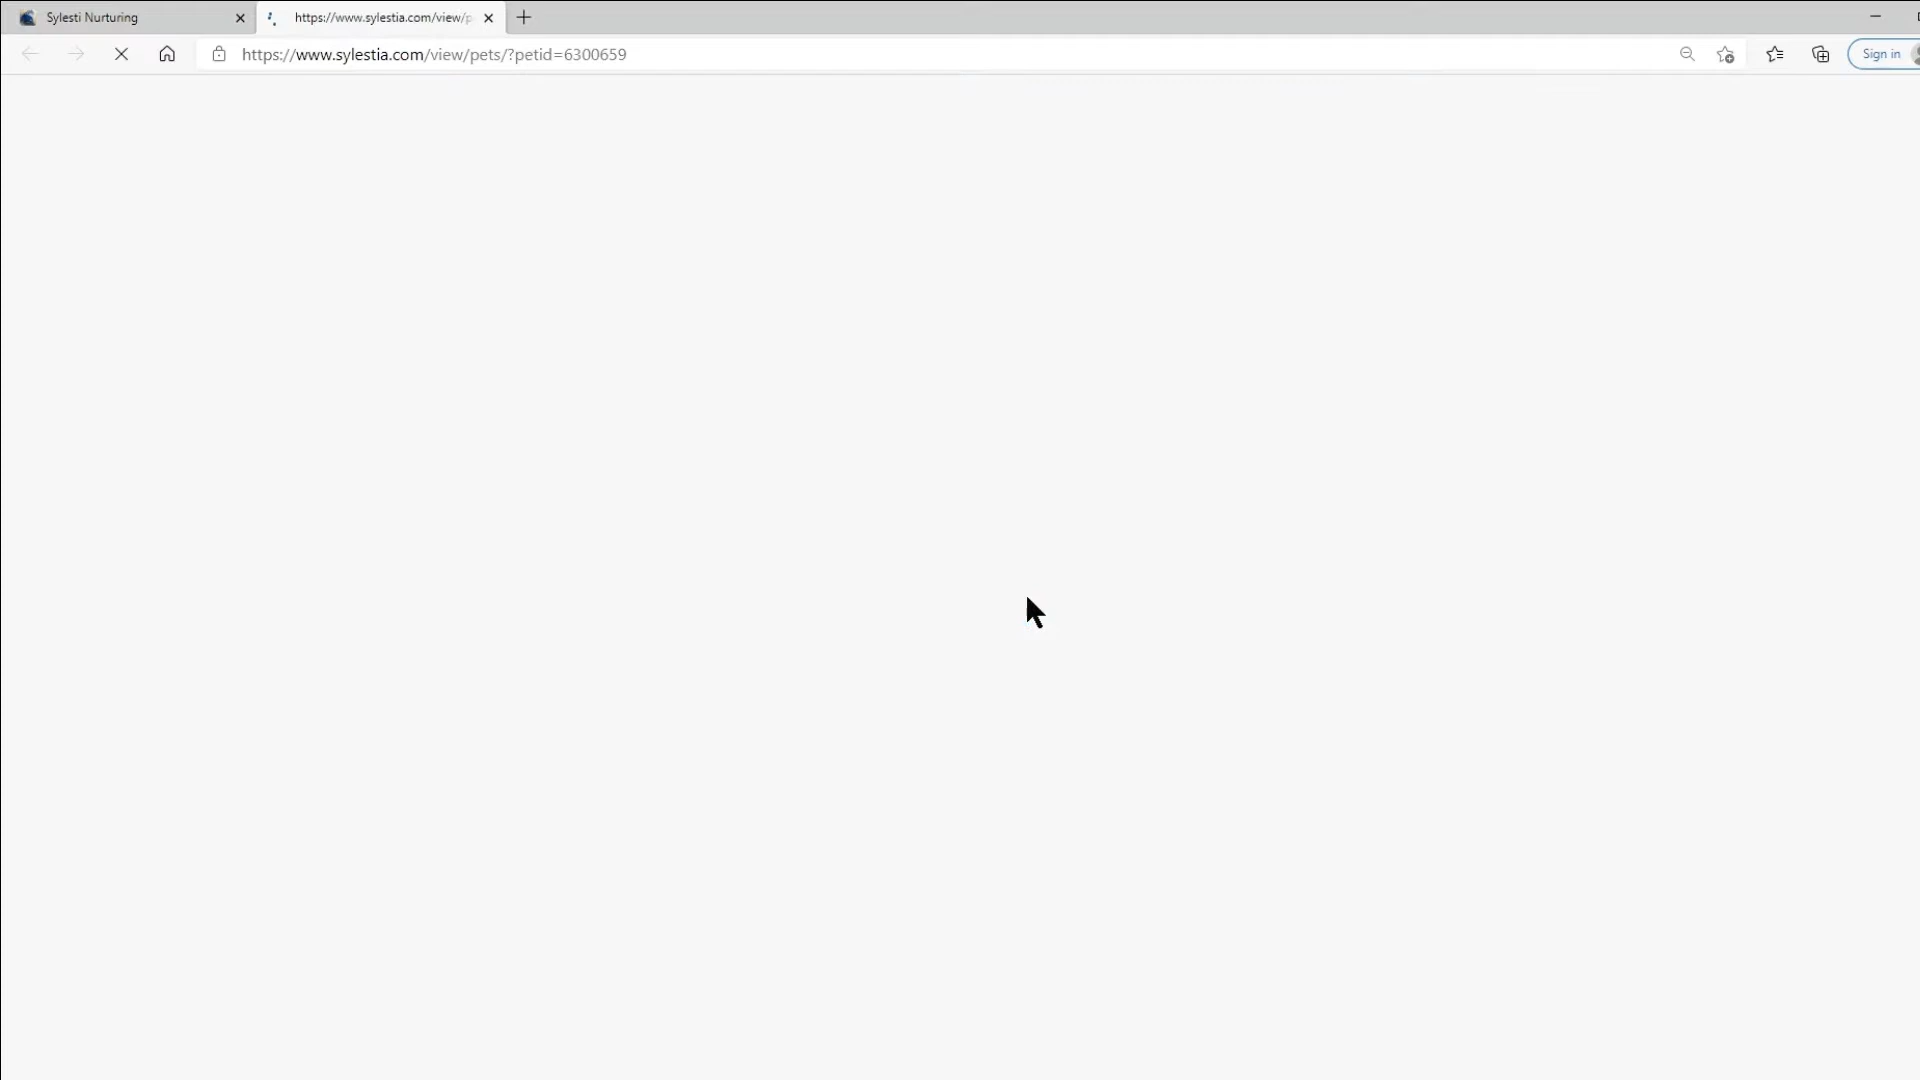 Sylesti Nurturing
https://www.sylestia.com/view/p
https://www.sylestia.com/view/pets/?petid=6300659
Sign in